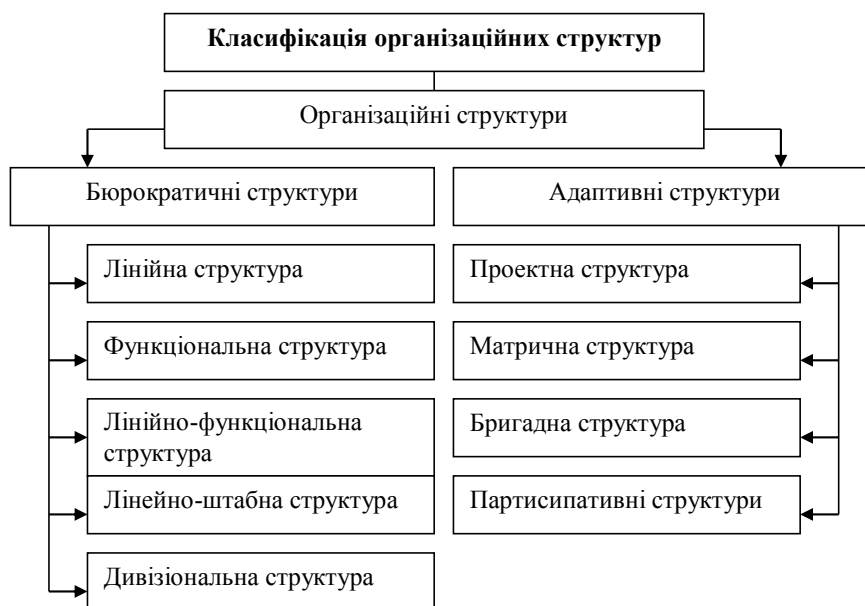 Класифікація організаційних структур
Організаційні структури
Бюрократичні структури
Адаптивні структури
Лінійна структура
Проектна структура
Функціональна структура
Матрична структура
Лінійно-функціональна
структура
Бригадна структура
Лінейно-штабна структура
Партисипативні структури
Дивізіональна структура